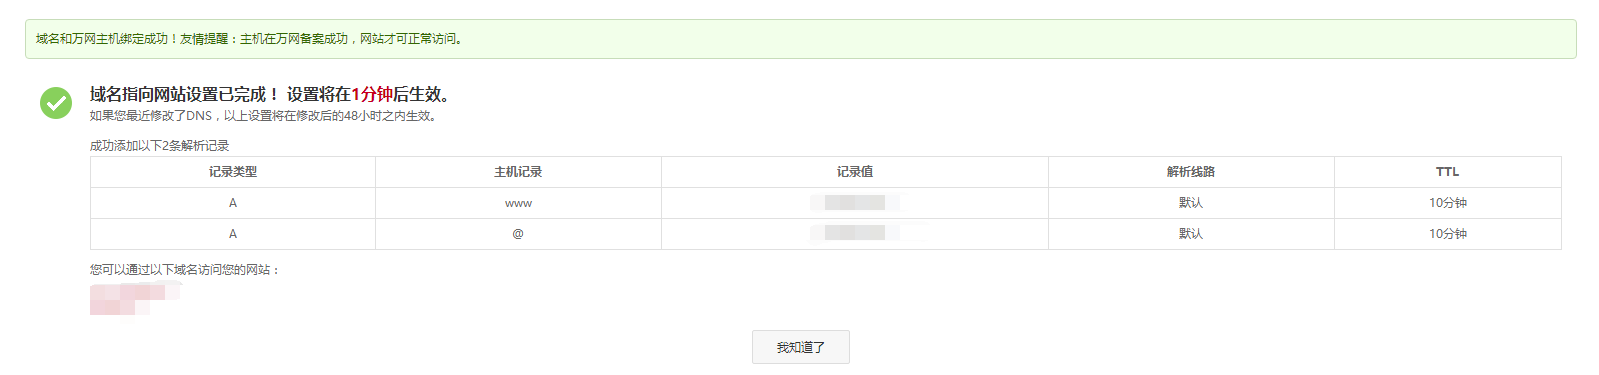 域名和万网主机绑定成功！友情提醒：主机在万网备案成功，网站才可正常访问。
域名指向网站设置已完成！ 设置将在1分钟后生效。
如果您最近修改了DNS，以上设置将在修改后的48小时之内生效。
成功添加以下2条解析记录
记录类型 主机记录 记录值 解析线路 TTL
A www 默认 10分钟
A @ 默认 10分钟
您可以通过以下域名访问您的网站：
我知道了